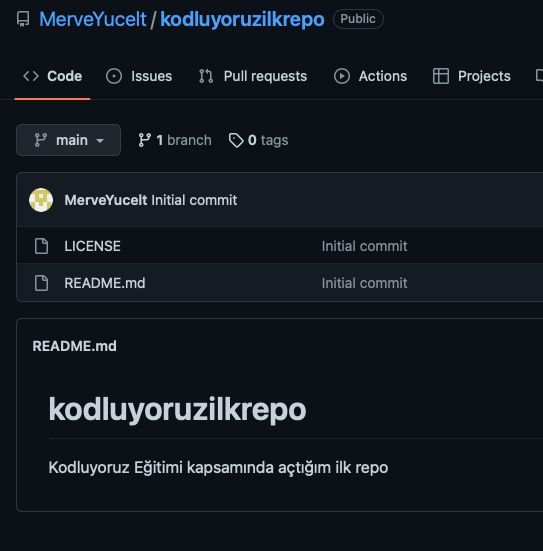 MerveYucelt / kodluyoruzilkrepo Public
Code Issues Pull requests Actions Projects
main 1 branch 0 tags
MerveYucelt Initial commit
LICENSE Initial commit
README.md Initial commit
README.md
kodluyoruzilkrepo
Kodluyoruz Eğitimi kapsamında açtığım ilk repo